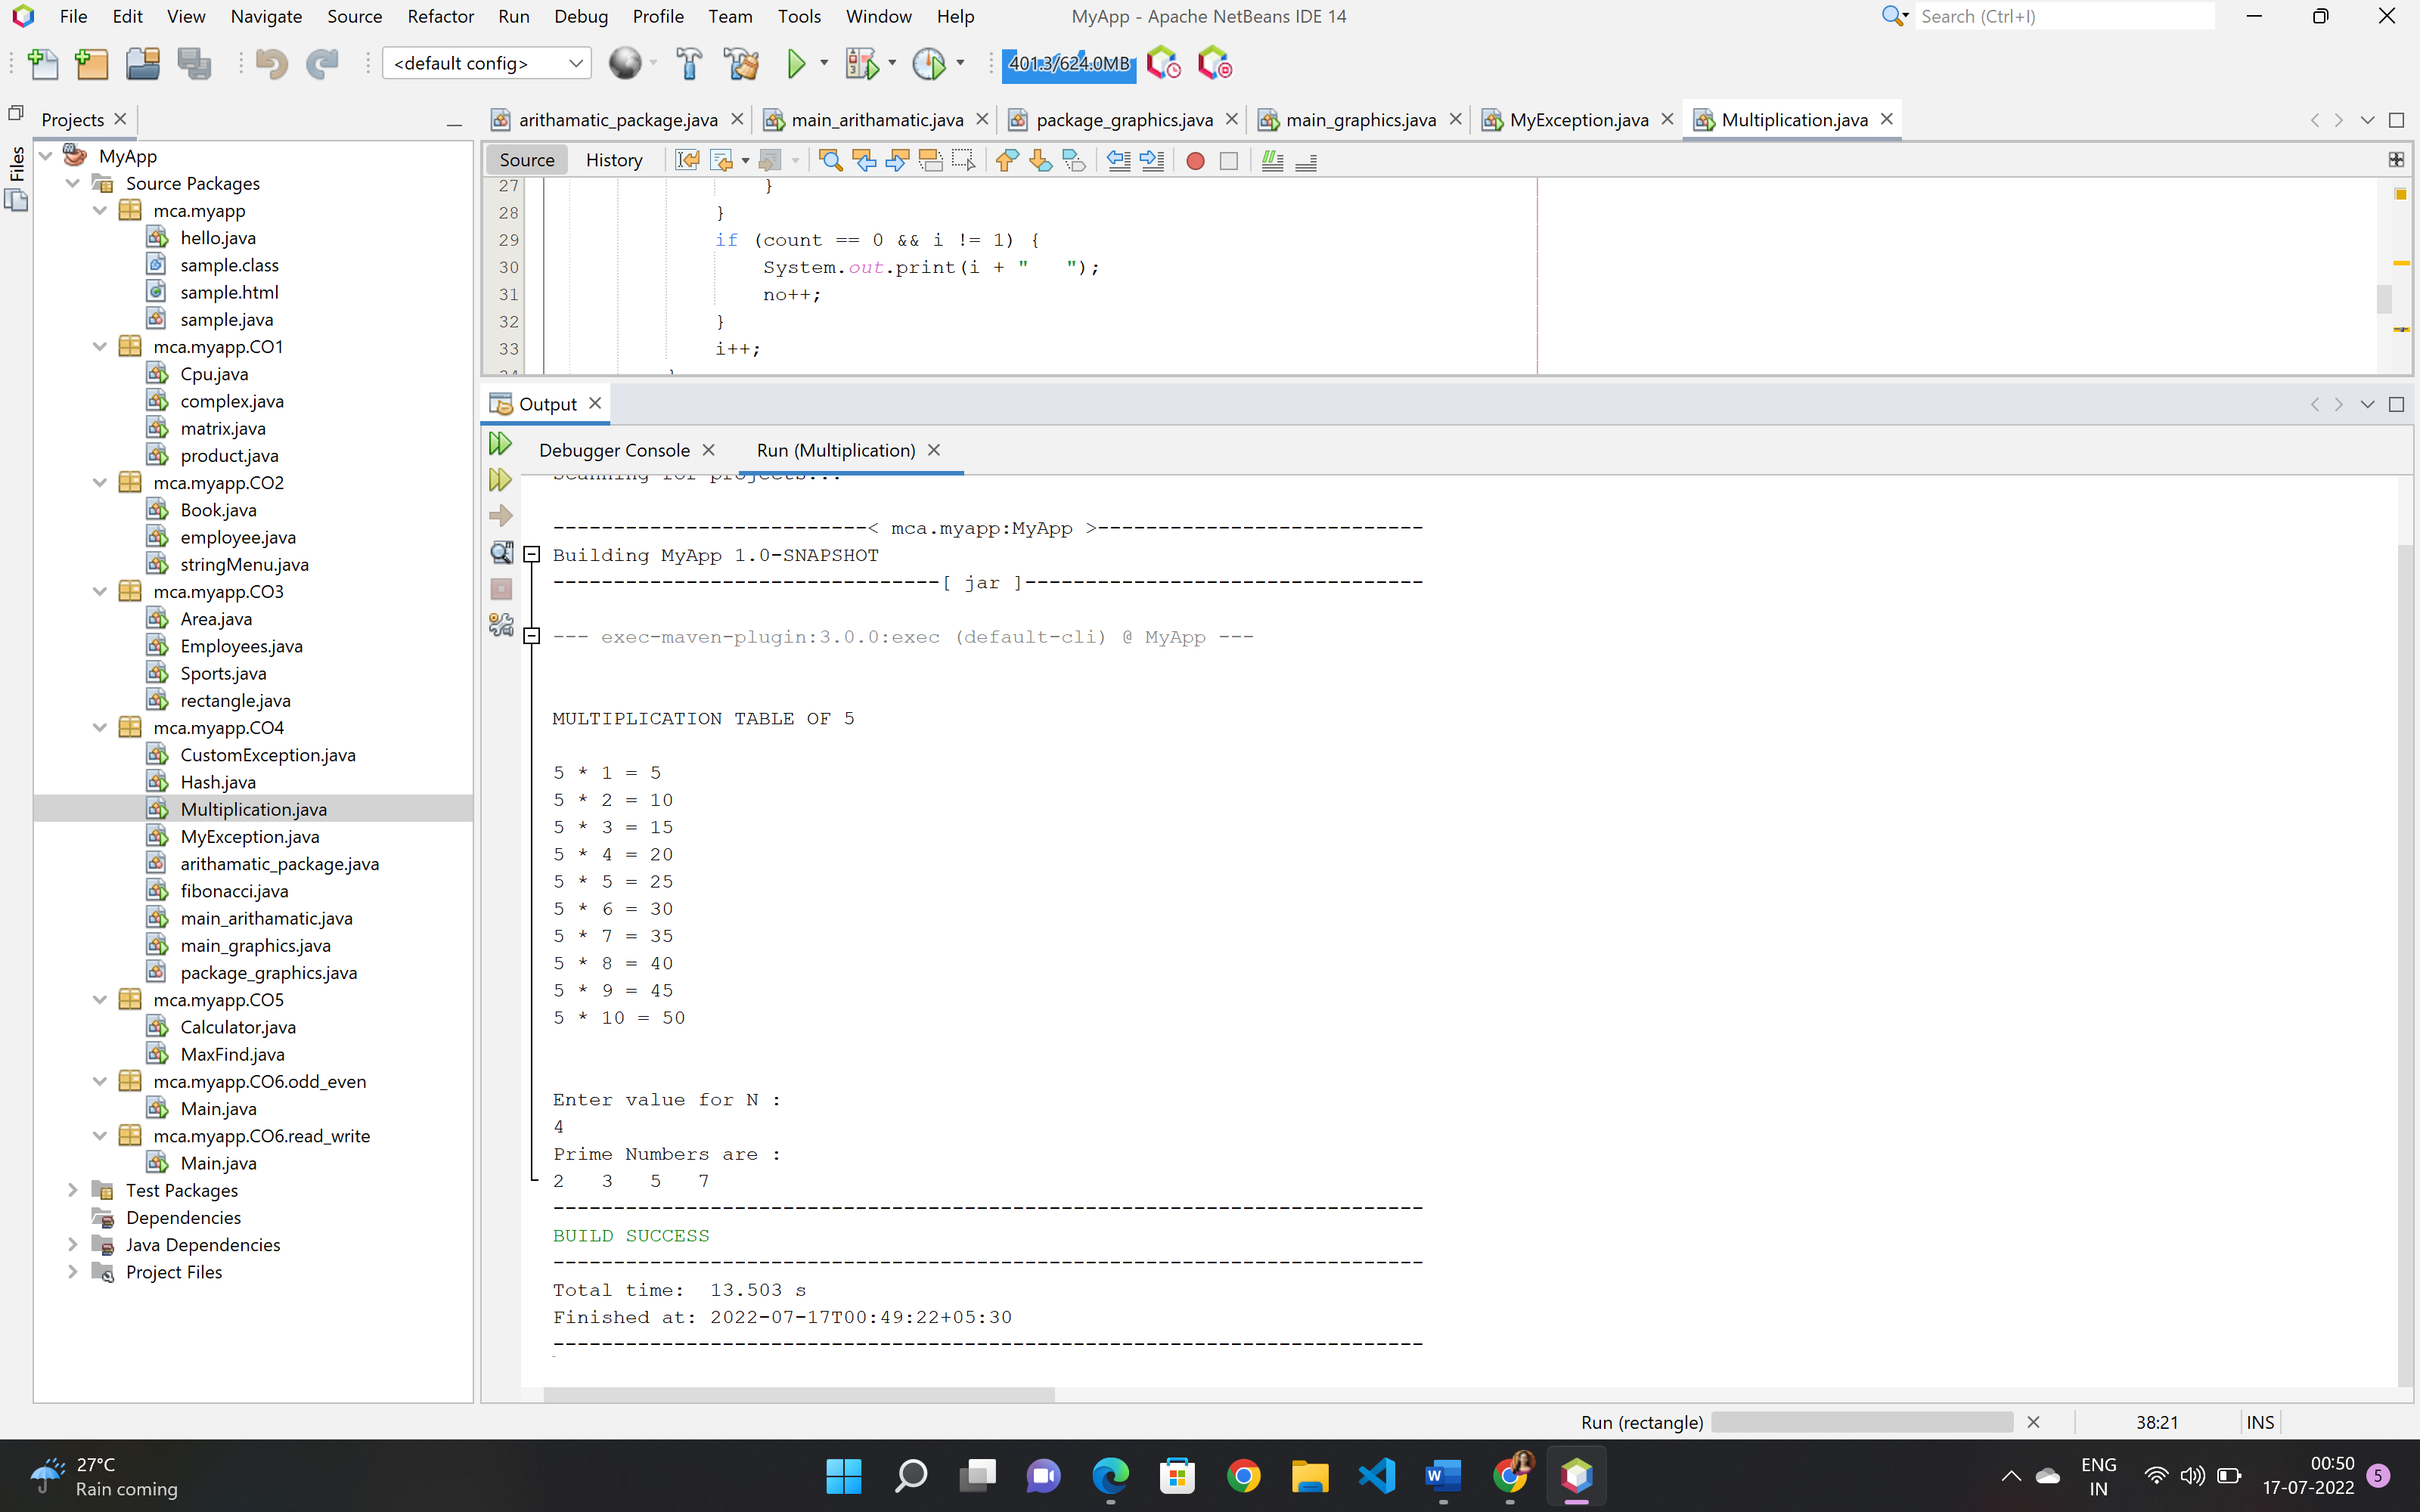 File Edit View Navigate Source Refactor Run Debug Profile Team Tools Window Help
MyApp - Apache NetBeans IDE 14
Search (Ctrl+I)
<default config>
401.3/624.0MB
Projects
Files
MyApp
Source Packages
mca.myapp
hello.java
sample.class
sample.html
sample.java
mca.myapp.CO1
Cpu.java
complex.java
matrix.java
product.java
mca.myapp.CO2
Book.java
employee.java
stringMenu.java
mca.myapp.CO3
Area.java
Employees.java
Sports.java
rectangle.java
mca.myapp.CO4
CustomException.java
Hash.java
Multiplication.java
MyException.java
arithamatic_package.java
fibonacci.java
main_arithamatic.java
main_graphics.java
package_graphics.java
mca.myapp.CO5
Calculator.java
MaxFind.java
mca.myapp.CO6.odd_even
Main.java
mca.myapp.CO6.read_write
Main.java
Test Packages
Dependencies
Java Dependencies
Project Files
arithamatic_package.java main_arithamatic.java package_graphics.java main_graphics.java MyException.java Multiplication.java
Source History
27 }
28 }
29 if (count == 0 && i != 1) {
30 System.out.print(i + "   ");
31 no++;
32 }
33 i++;
34 }
Output
Debugger Console Run (Multiplication)
Scanning for projects...
--------------------------< mca.myapp:MyApp >---------------------------
Building MyApp 1.0-SNAPSHOT
--------------------------------[ jar ]---------------------------------
--- exec-maven-plugin:3.0.0:exec (default-cli) @ MyApp ---
MULTIPLICATION TABLE OF 5
5 * 1 = 5
5 * 2 = 10
5 * 3 = 15
5 * 4 = 20
5 * 5 = 25
5 * 6 = 30
5 * 7 = 35
5 * 8 = 40
5 * 9 = 45
5 * 10 = 50
Enter value for N :
4
Prime Numbers are :
2   3   5   7
------------------------------------------------------------------------
BUILD SUCCESS
------------------------------------------------------------------------
Total time:  13.503 s
Finished at: 2022-07-17T00:49:22+05:30
------------------------------------------------------------------------
Run (rectangle)
38:21
INS
27°C
Rain coming
ENG
IN
00:50
17-07-2022
5